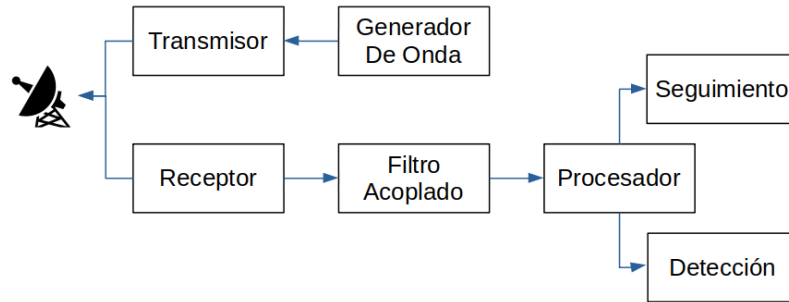 Transmisor
Generador
De Onda
Seguimiento
Receptor
Filtro
Acoplado
Procesador
Detección